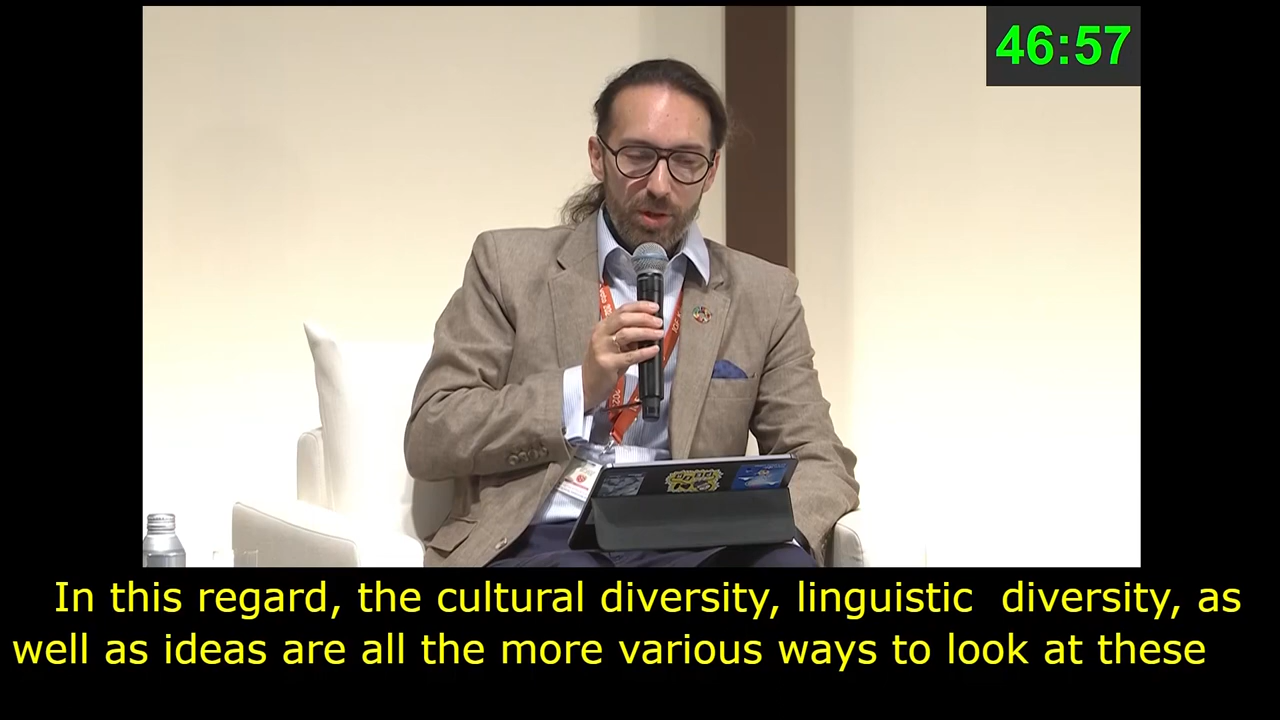 46:57
In this regard, the cultural diversity, linguistic  diversity, as
well as ideas are all the more various ways to look at these